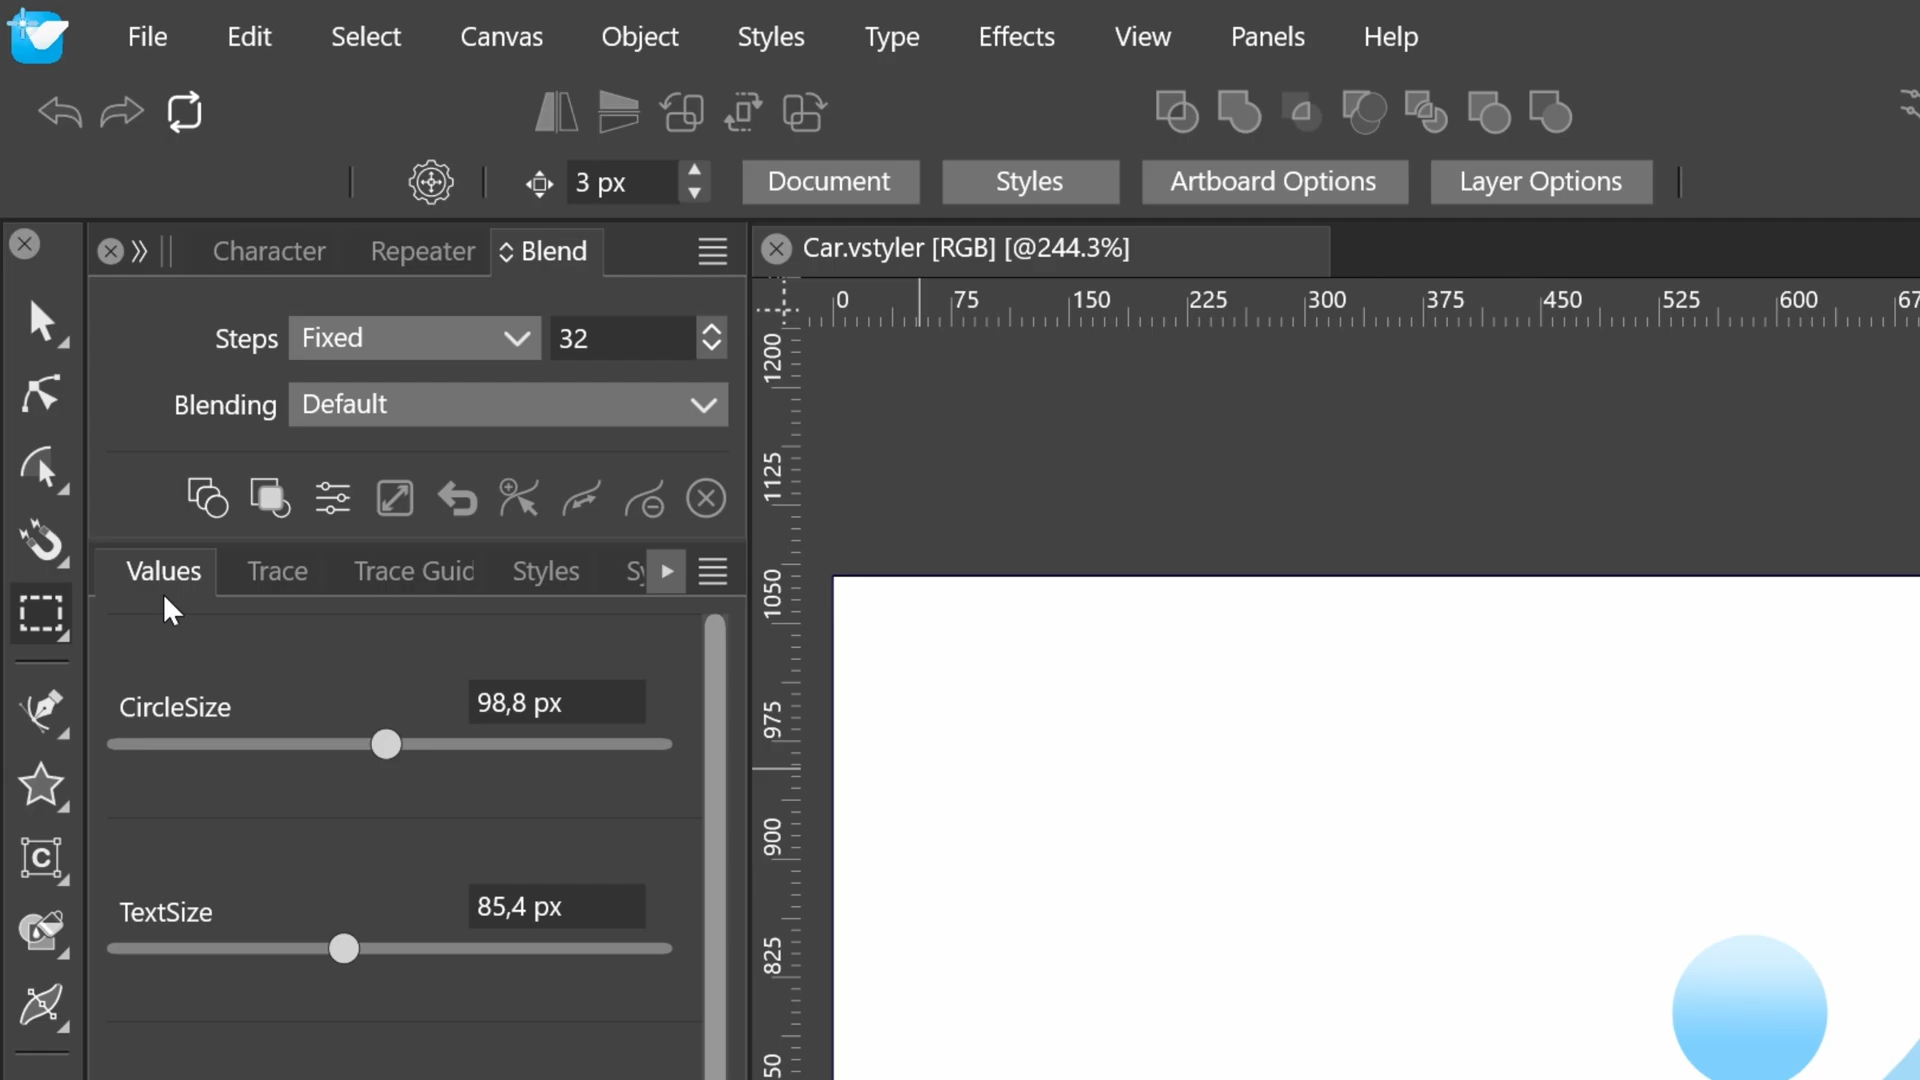 File Edit Select Canvas Object Styles Type Effects View Panels Help
3 px Document Styles Artboard Options Layer Options
Character Repeater Blend
Car.vstyler [RGB] [@244.3%]
0 75 150 225 300 375 450 525 600 67
Steps Fixed 32
Blending Default
Values Trace Trace Guid Styles Sy
CircleSize 98,8 px
TextSize 85,4 px
C
1200
1125
1050
975
900
825
50